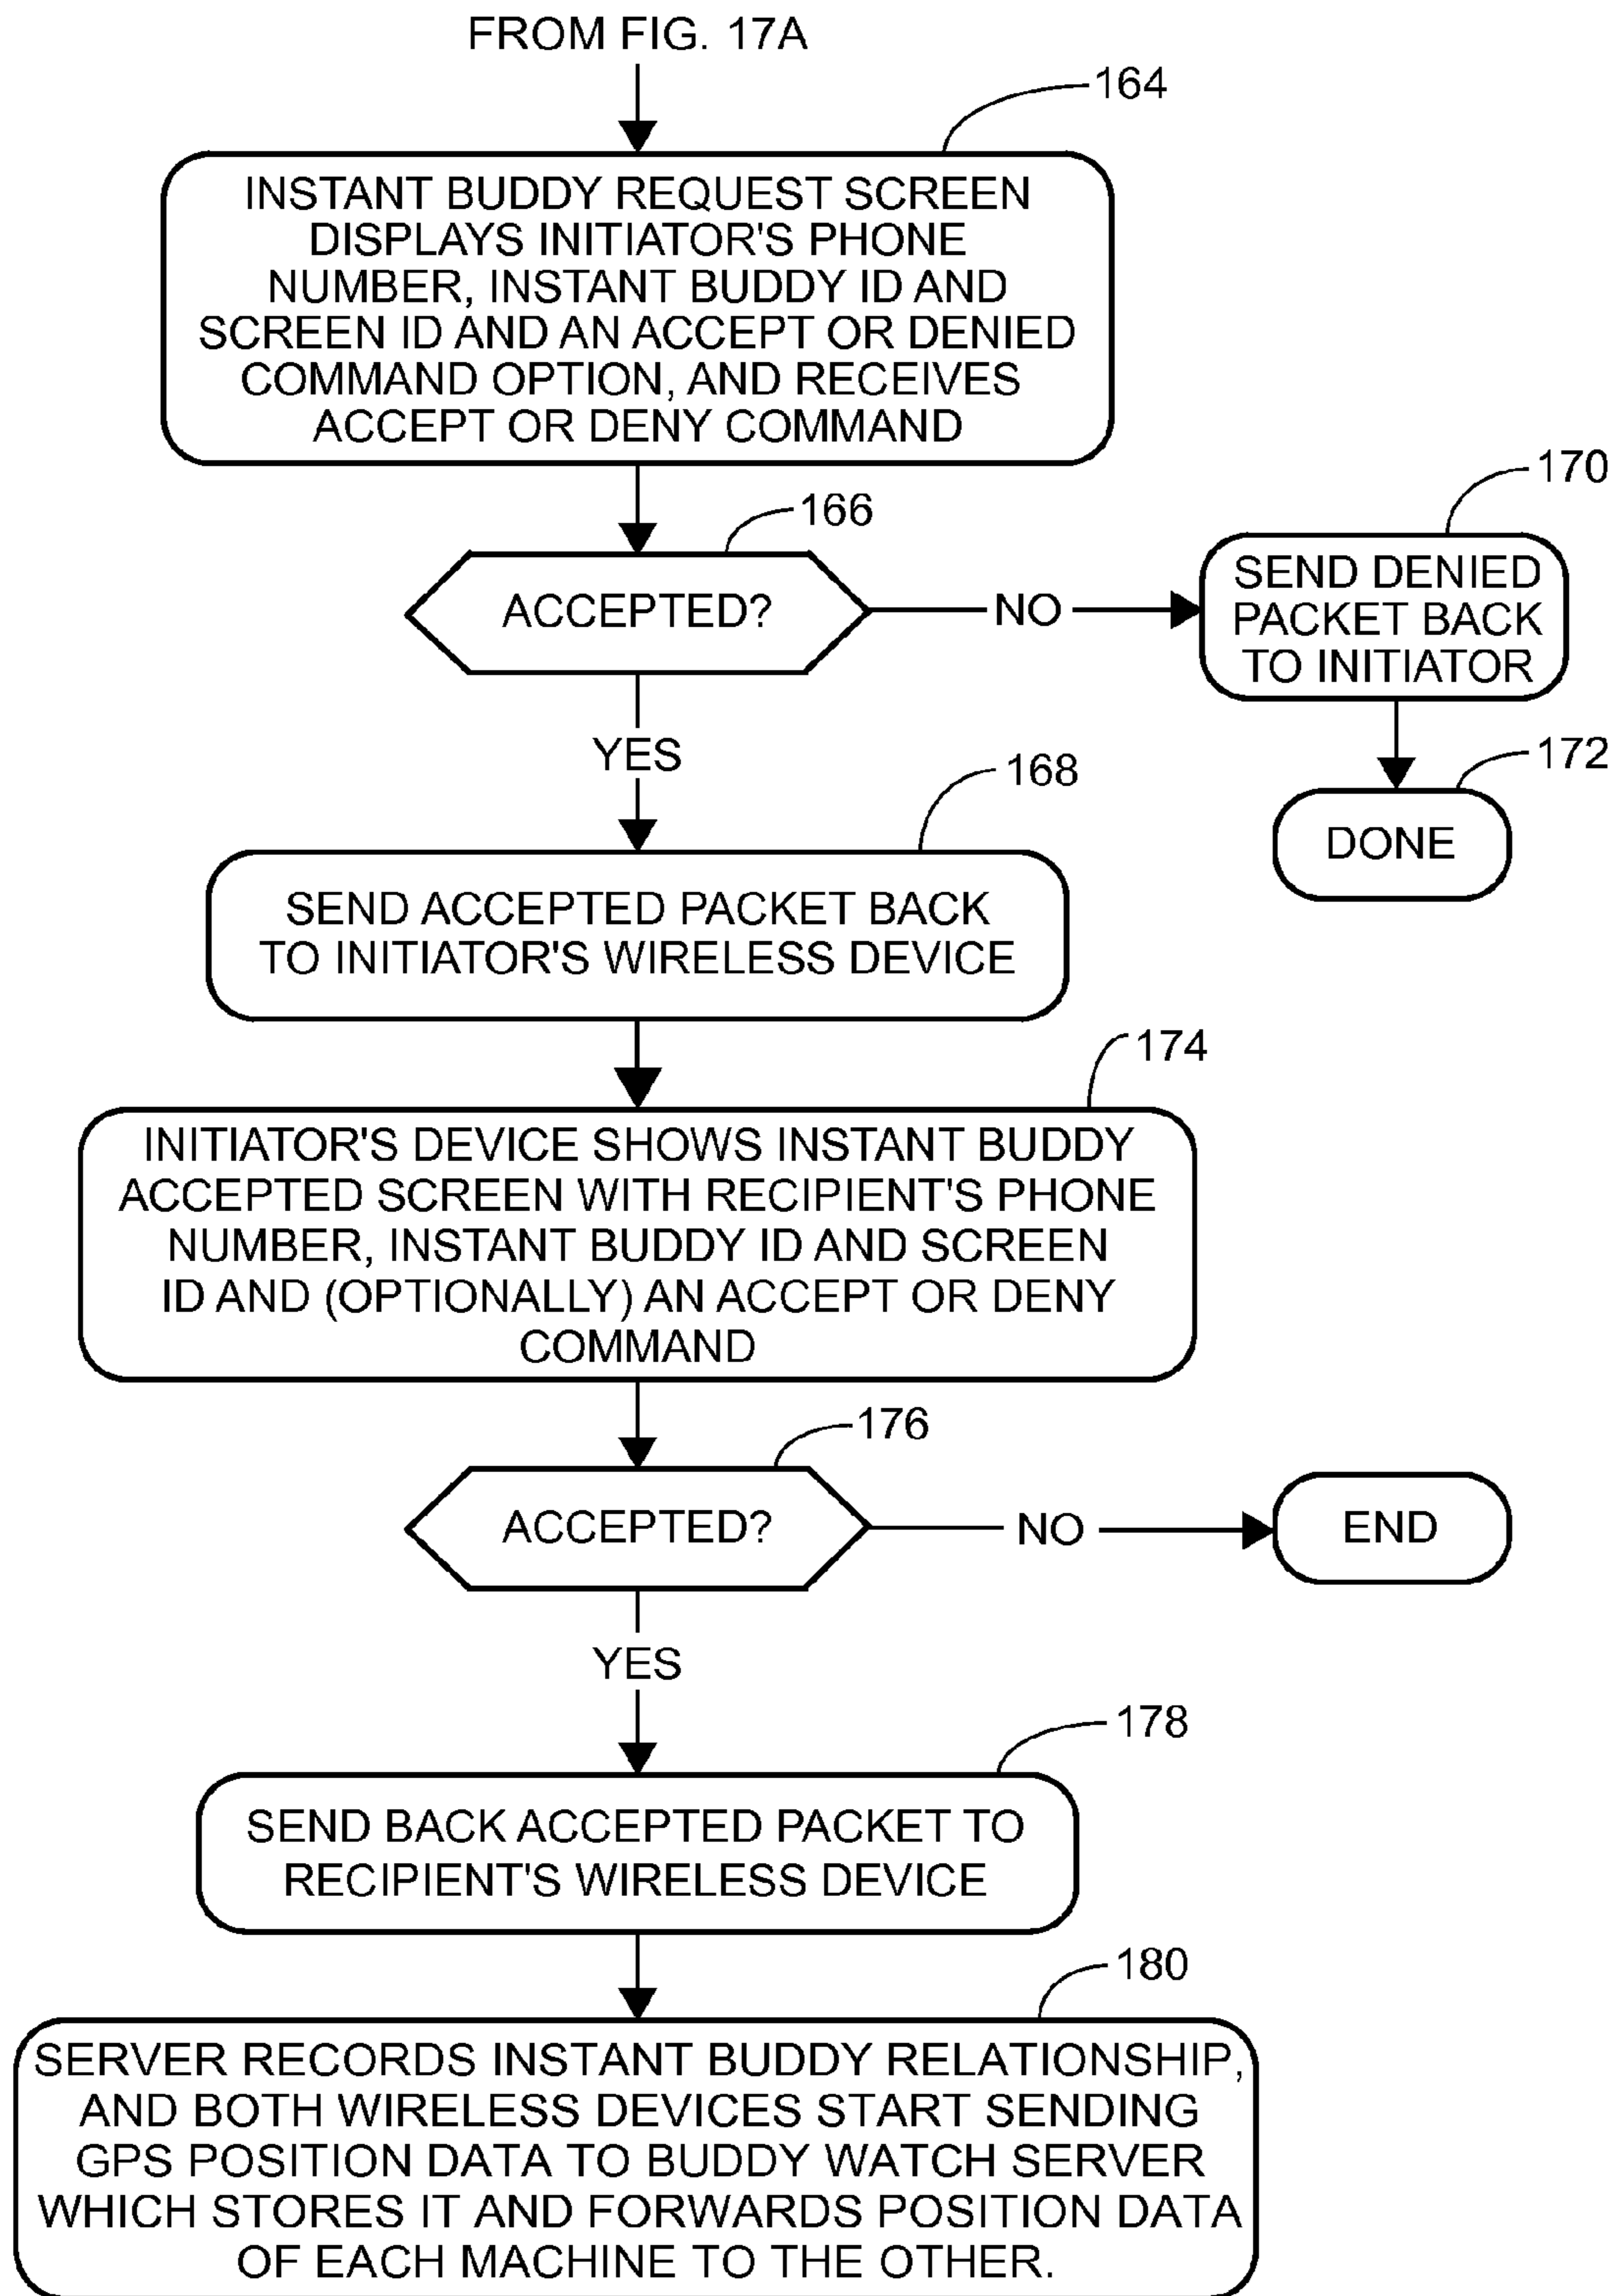 FROM FIG. 17A
164
INSTANT BUDDY REQUEST SCREEN
DISPLAYS INITIATOR'S PHONE
NUMBER, INSTANT BUDDY ID AND
SCREEN ID AND AN ACCEPT OR DENIED
COMMAND OPTION, AND RECEIVES
ACCEPT OR DENY COMMAND
166
ACCEPTED?
NO
170
SEND DENIED
PACKET BACK
TO INITIATOR
172
DONE
YES
168
SEND ACCEPTED PACKET BACK
TO INITIATOR'S WIRELESS DEVICE
174
INITIATOR'S DEVICE SHOWS INSTANT BUDDY
ACCEPTED SCREEN WITH RECIPIENT'S PHONE
NUMBER, INSTANT BUDDY ID AND SCREEN
ID AND (OPTIONALLY) AN ACCEPT OR DENY
COMMAND
176
ACCEPTED?
NO
END
YES
178
SEND BACK ACCEPTED PACKET TO
RECIPIENT'S WIRELESS DEVICE
180
SERVER RECORDS INSTANT BUDDY RELATIONSHIP,
AND BOTH WIRELESS DEVICES START SENDING
GPS POSITION DATA TO BUDDY WATCH SERVER
WHICH STORES IT AND FORWARDS POSITION DATA
OF EACH MACHINE TO THE OTHER.